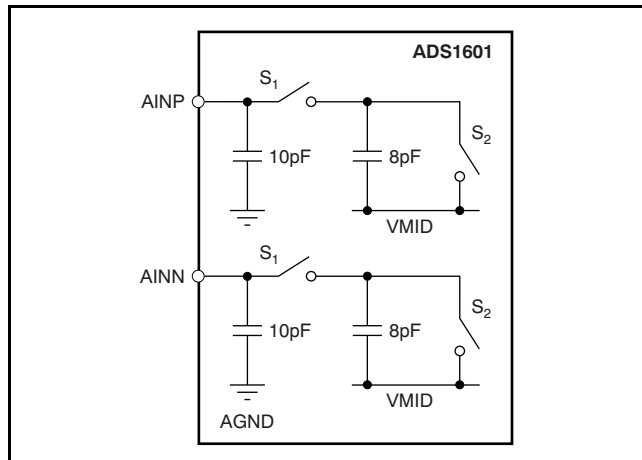 ADS1601
S1
AINP
S2
10pF
8pF
VMID
S1
AINN
S2
10pF
8pF
VMID
AGND